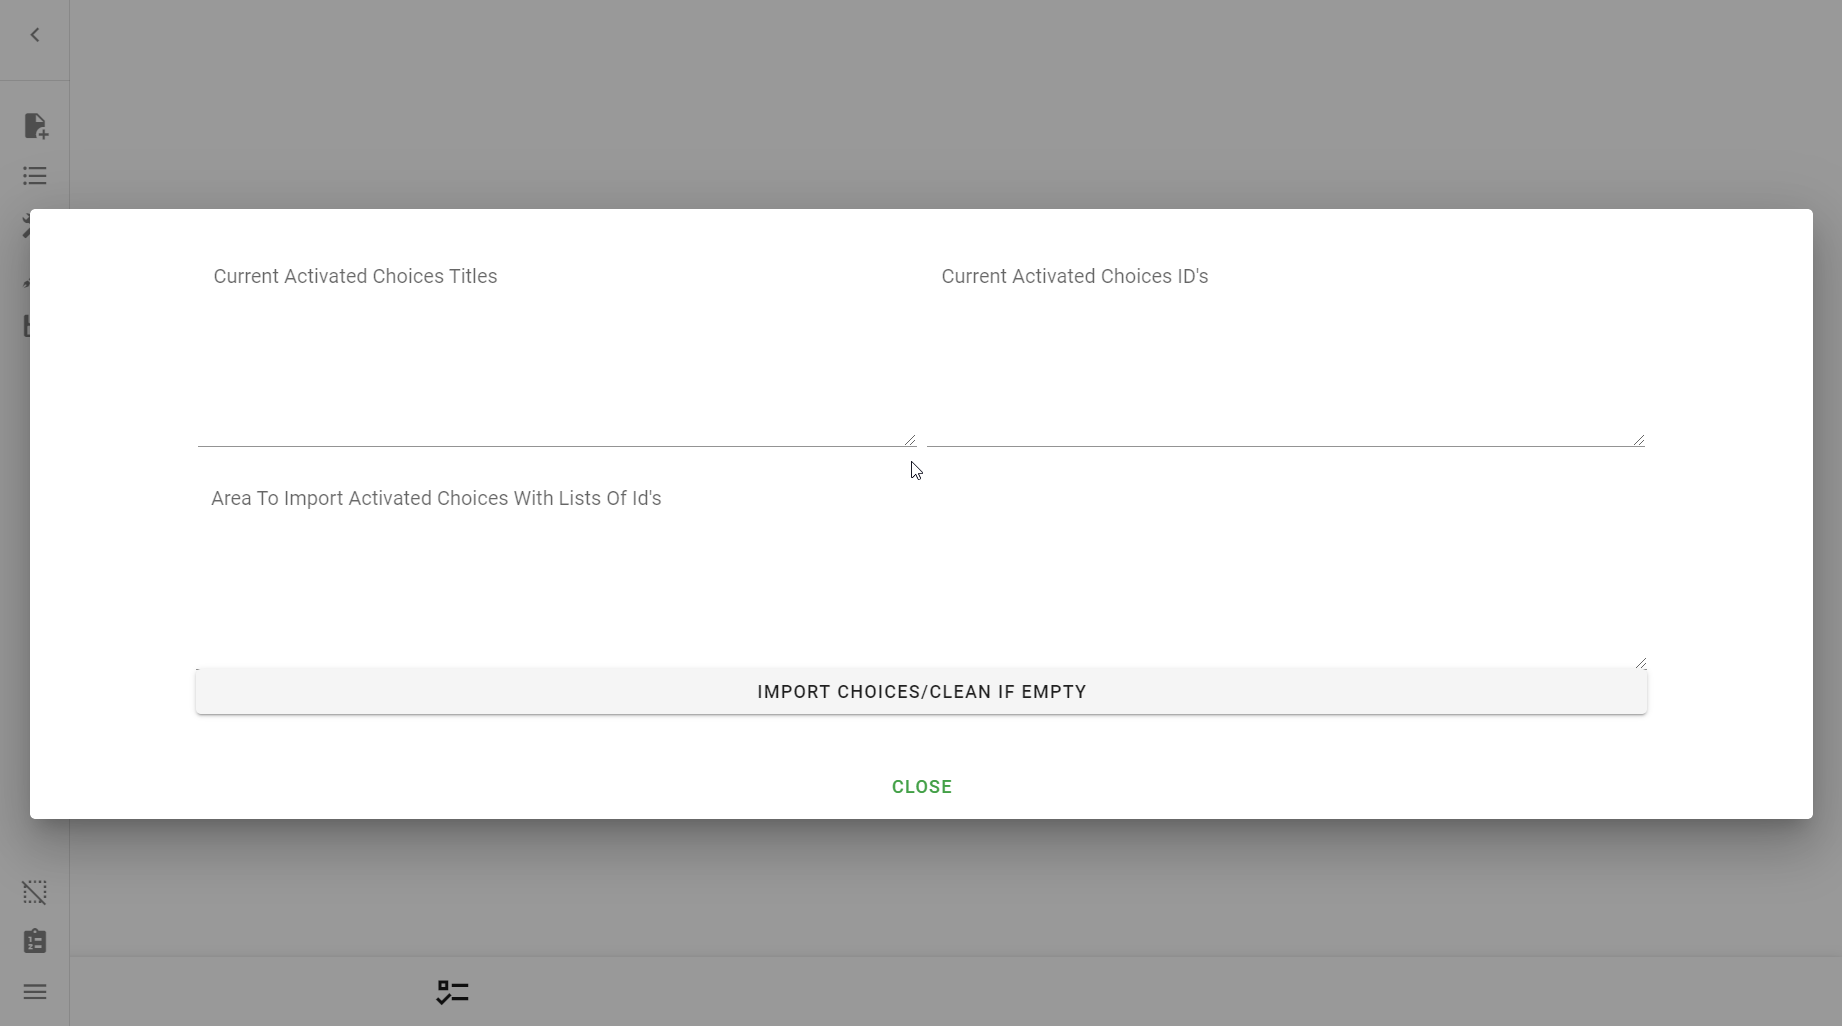 Current Activated Choices Titles
Current Activated Choices ID's
Area To Import Activated Choices With Lists Of Id's
IMPORT CHOICES/CLEAN IF EMPTY
CLOSE